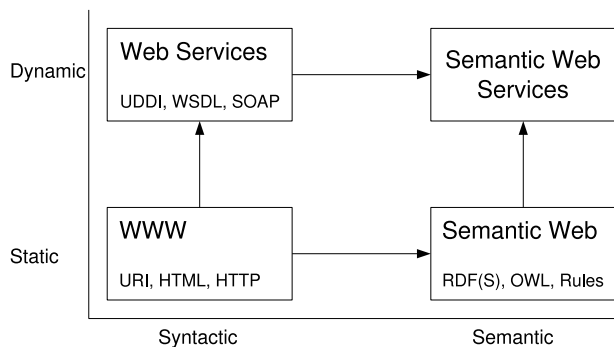 Dynamic
Web Services
UDDI, WSDL, SOAP
Semantic Web
Services
Static
WWW
URI, HTML, HTTP
Semantic Web
RDF(S), OWL, Rules
Syntactic
Semantic